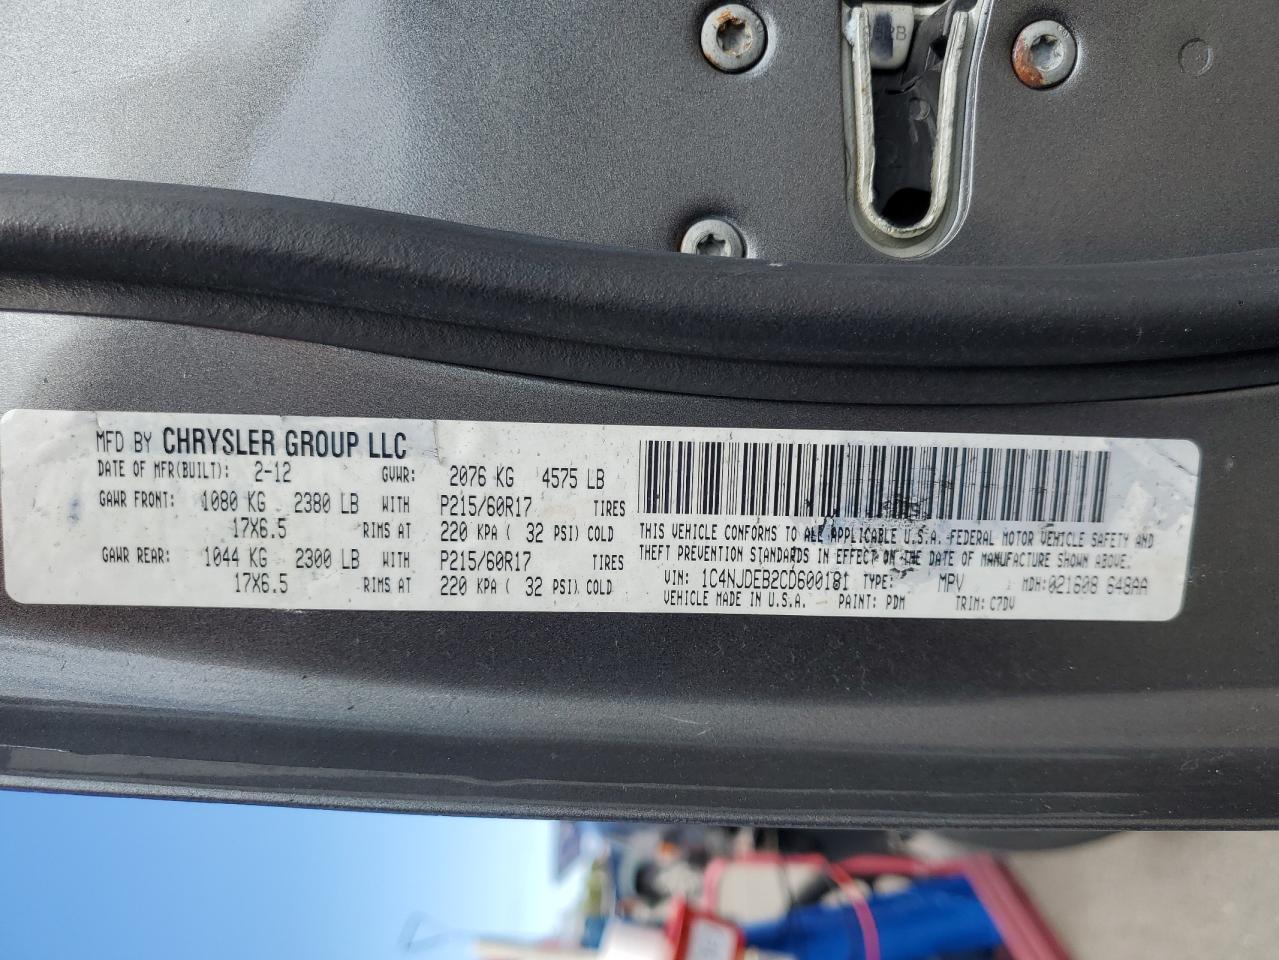 MFD BY CHRYSLER GROUP LLC
DATE OF MFR(BUILT): 2-12 GVWR: 2076 KG 4575 LB
GAWR FRONT: 1080 KG 2380 LB WITH P215/60R17 TIRES
17X6.5 RIMS AT 220 KPA ( 32 PSI) COLD
GAWR REAR: 1044 KG 2300 LB WITH P215/60R17 TIRES
17X6.5 RIMS AT 220 KPA ( 32 PSI) COLD
THIS VEHICLE CONFORMS TO ALL APPLICABLE U.S.A. FEDERAL MOTOR VEHICLE SAFETY AND
THEFT PREVENTION STANDARDS IN EFFECT ON THE DATE OF MANUFACTURE SHOWN ABOVE.
VIN: 1C4NJDEB2CD600181 TYPE: MPV MDH: 021608 648AA
VEHICLE MADE IN U.S.A. PAINT: PDM TRIM: C7DV